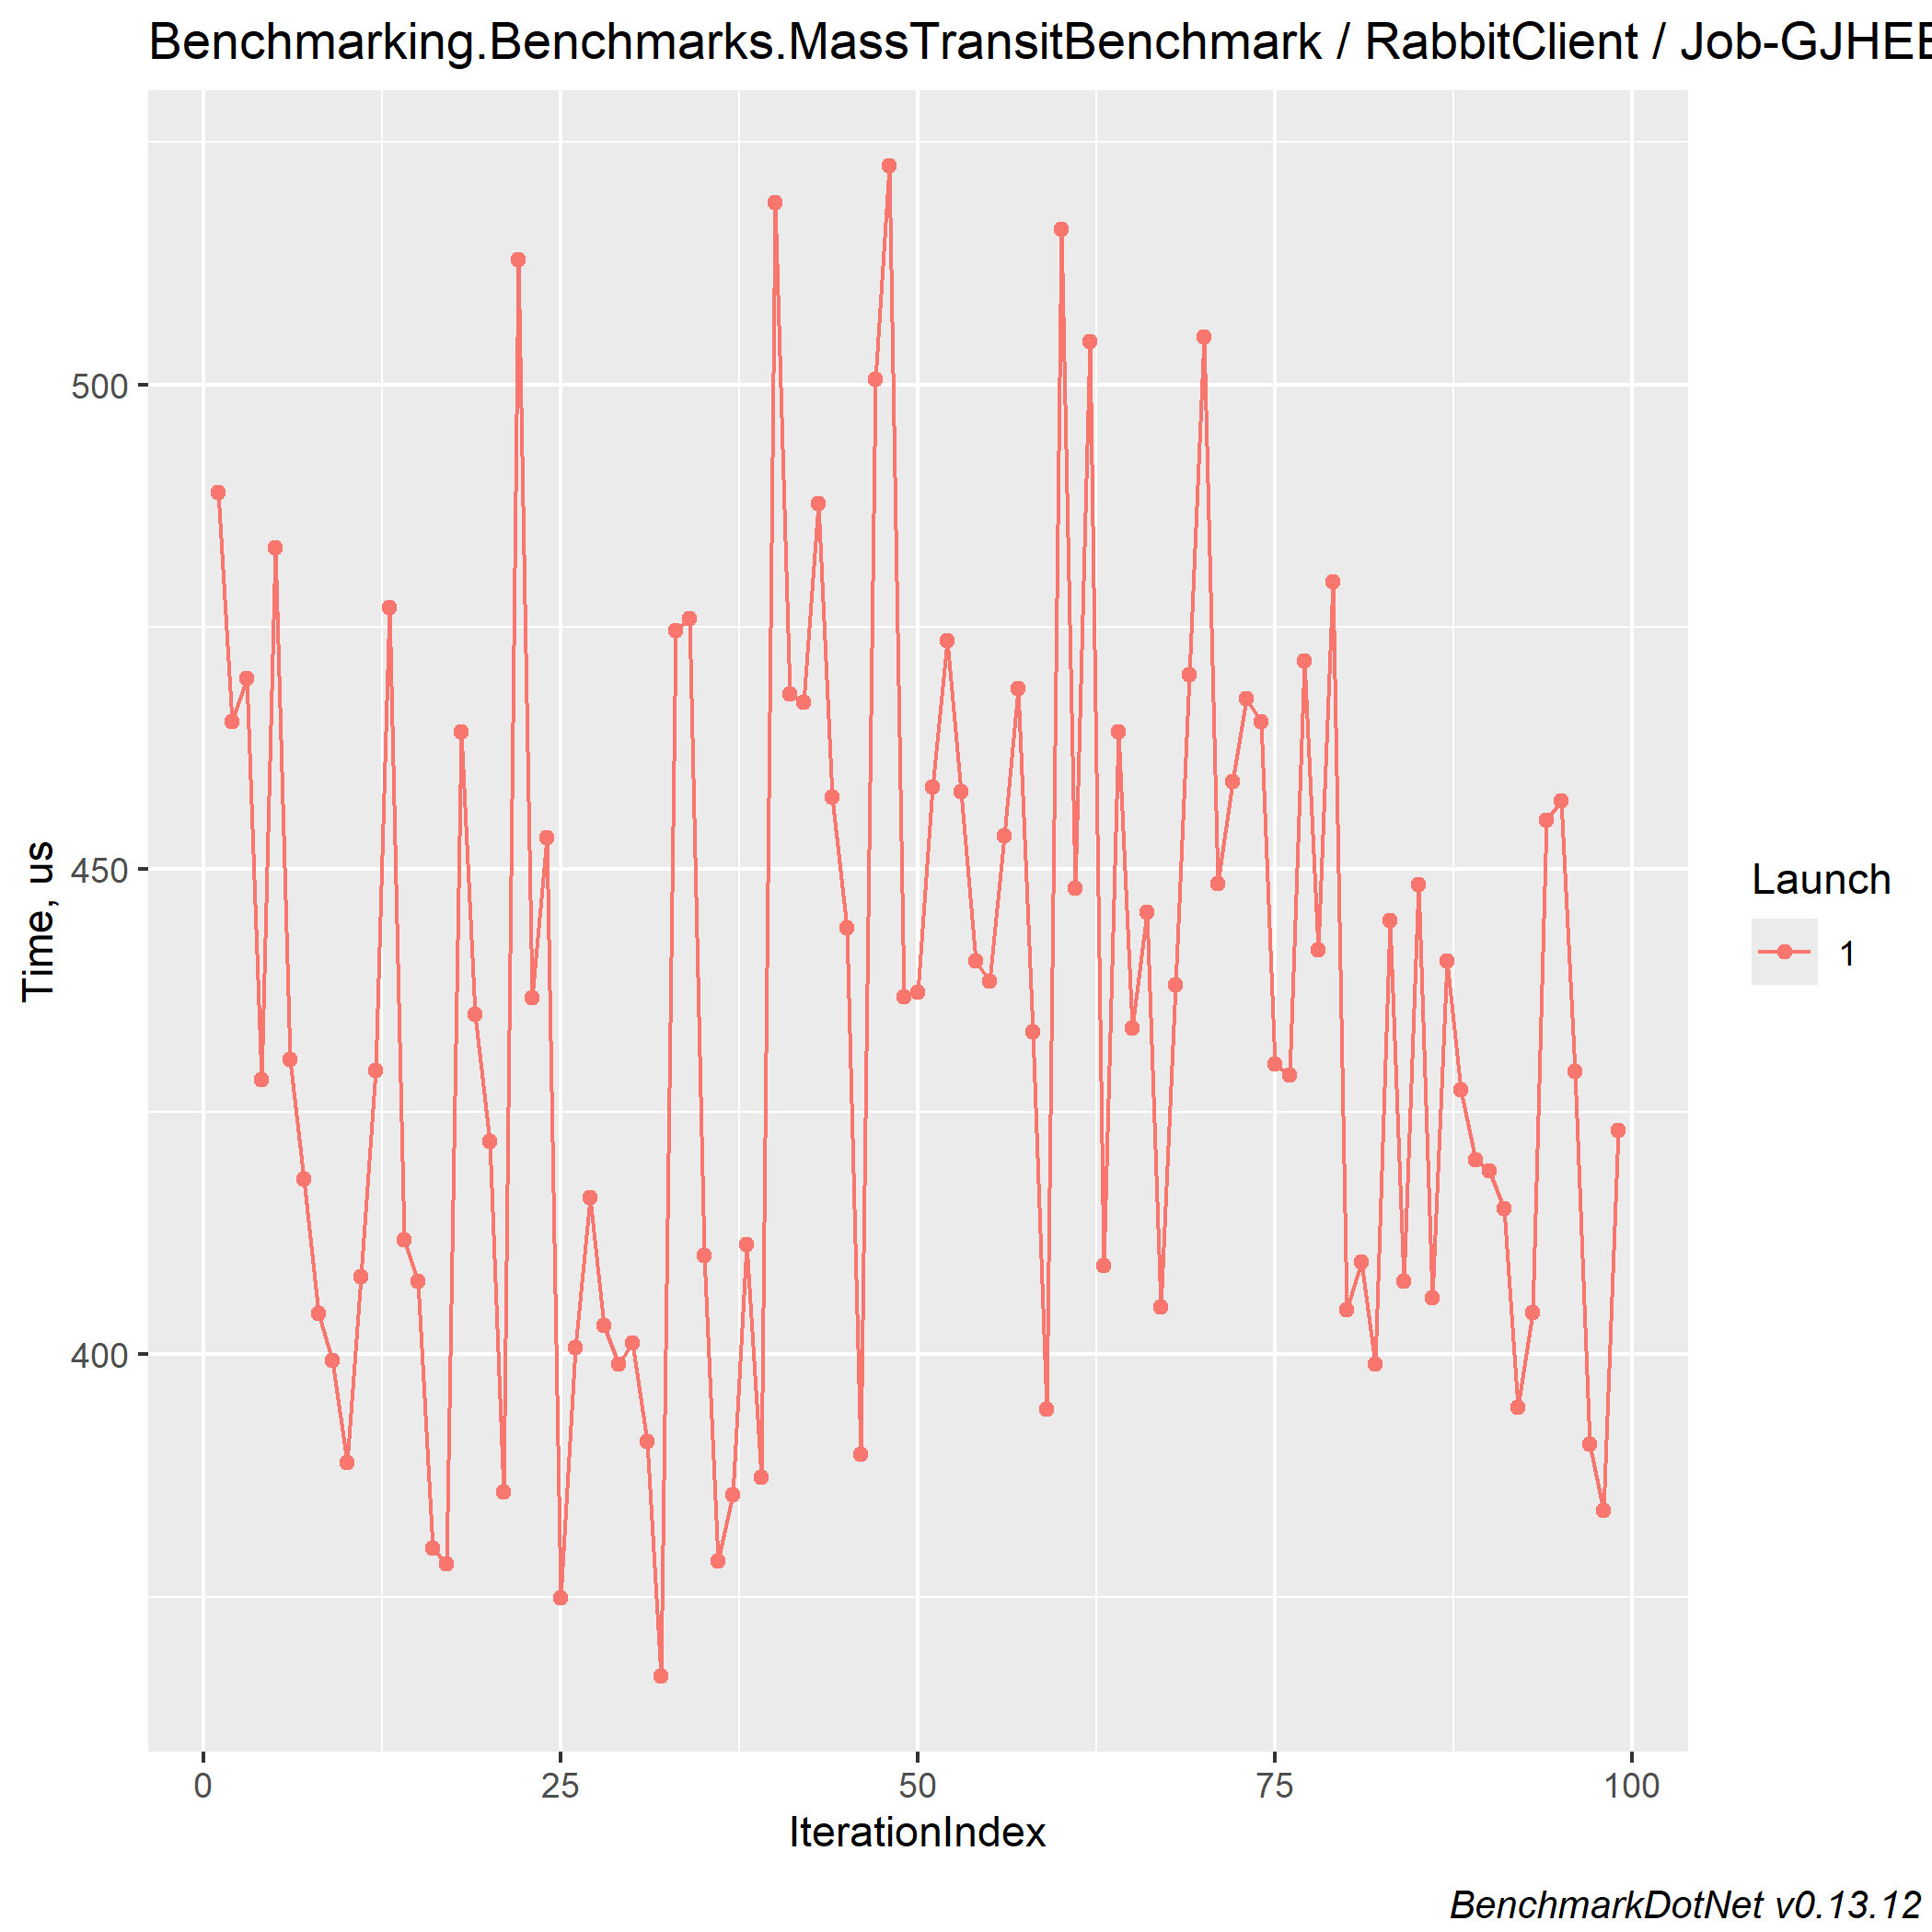 Benchmarking.Benchmarks.MassTransitBenchmark / RabbitClient / Job-GJHEE
500
450
400
Time, us
0 25 50 75 100
IterationIndex
Launch
1
BenchmarkDotNet v0.13.12